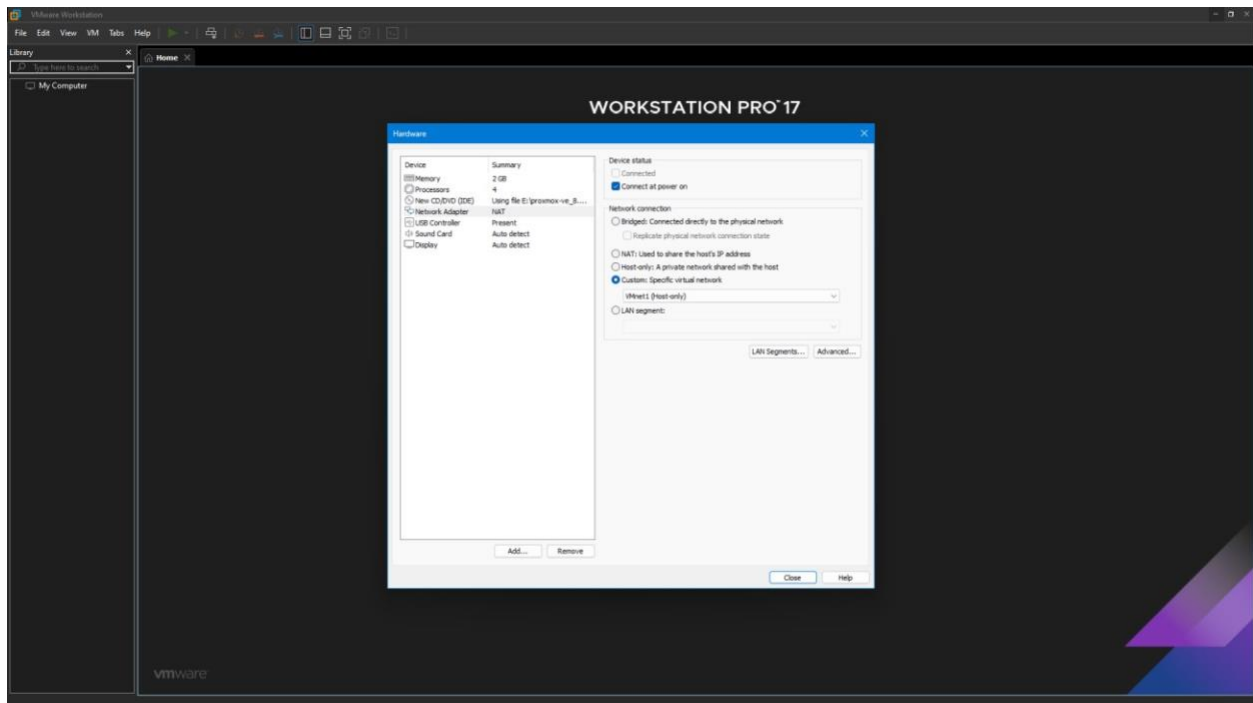 VMware Workstation
File Edit View VM Tabs Help
Library
Type here to search
My Computer
Home
WORKSTATION PRO™ 17
Hardware
Device Summary
Memory 2 GB
Processors 4
New CD/DVD (IDE) Using file E:\proxmox-ve_8....
Network Adapter NAT
USB Controller Present
Sound Card Auto detect
Display Auto detect
Add... Remove
Device status
Connected
Connect at power on
Network connection
Bridged: Connected directly to the physical network
Replicate physical network connection state
NAT: Used to share the host's IP address
Host-only: A private network shared with the host
Custom: Specific virtual network
VMnet1 (Host-only)
LAN segment:
LAN Segments... Advanced...
Close Help
vmware